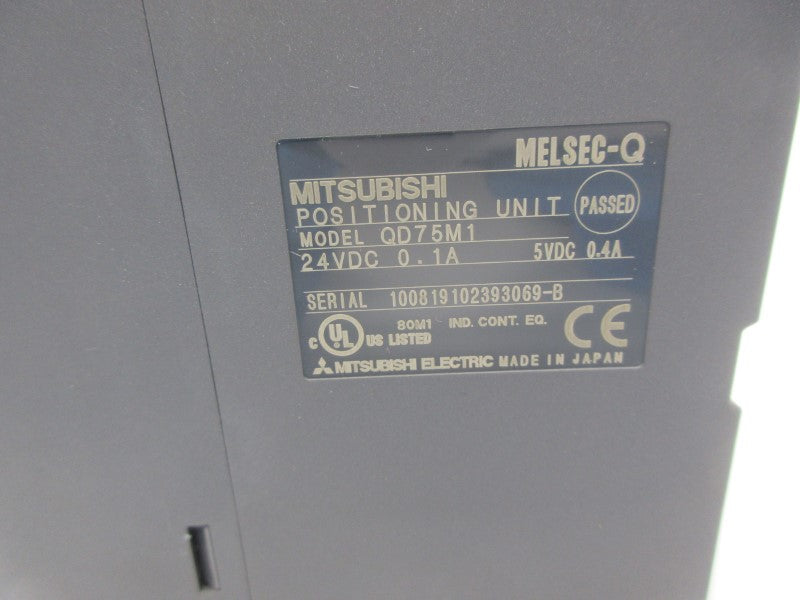 MELSEC-Q
MITSUBISHI
POSITIONING UNIT PASSED
MODEL QD75M1
24VDC 0.1A 5VDC 0.4A
SERIAL 100819102393069-B
C UL US LISTED 80M1 IND. CONT. EQ. CE
MITSUBISHI ELECTRIC MADE IN JAPAN